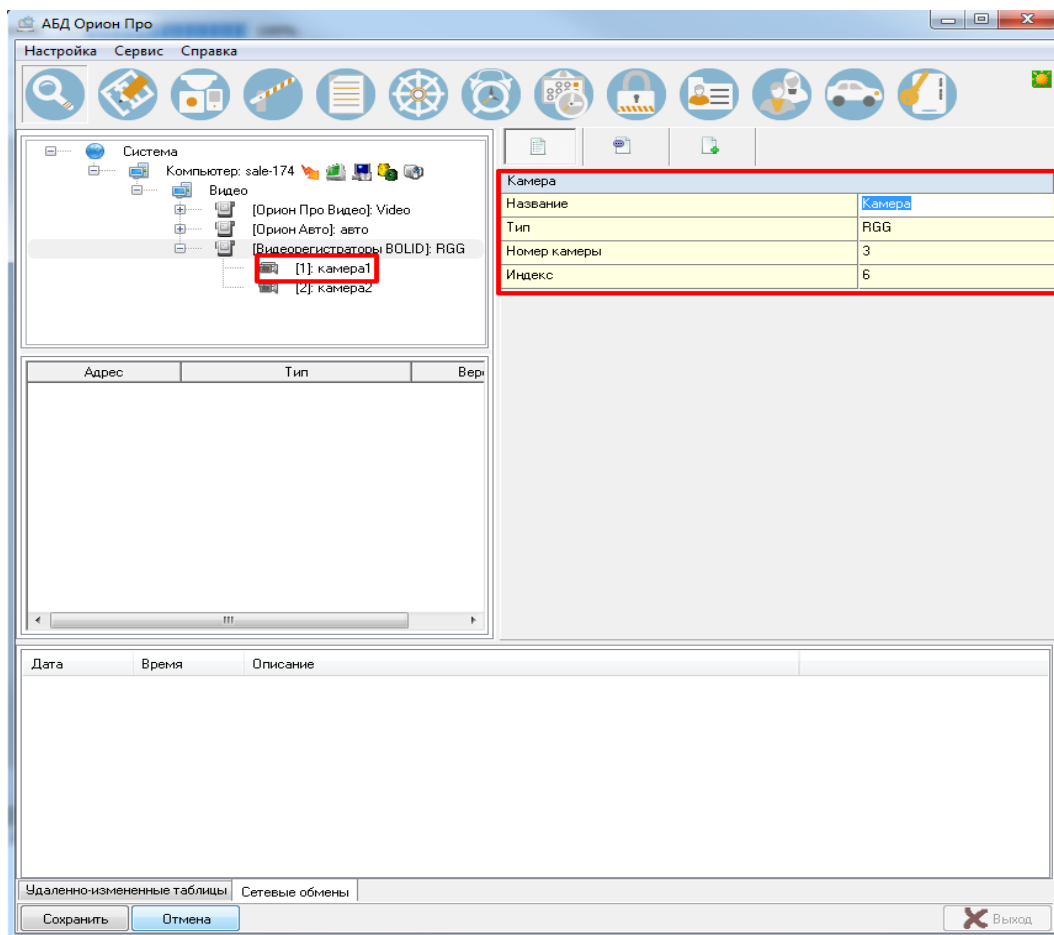 АБД Орион Про
Настройка Сервис Справка
Система
Компьютер: sale-174
Видео
[Орион Про Видео]: Video
[Орион Авто]: авто
[Видеорегистраторы BOLID]: RGG
[1]: камера1
[2]: камера2
Камера
Название Камера
Тип RGG
Номер камеры 3
Индекс 6
Адрес Тип Верс
Дата Время Описание
Удаленно-измененные таблицы Сетевые обмены
Сохранить Отмена Выход